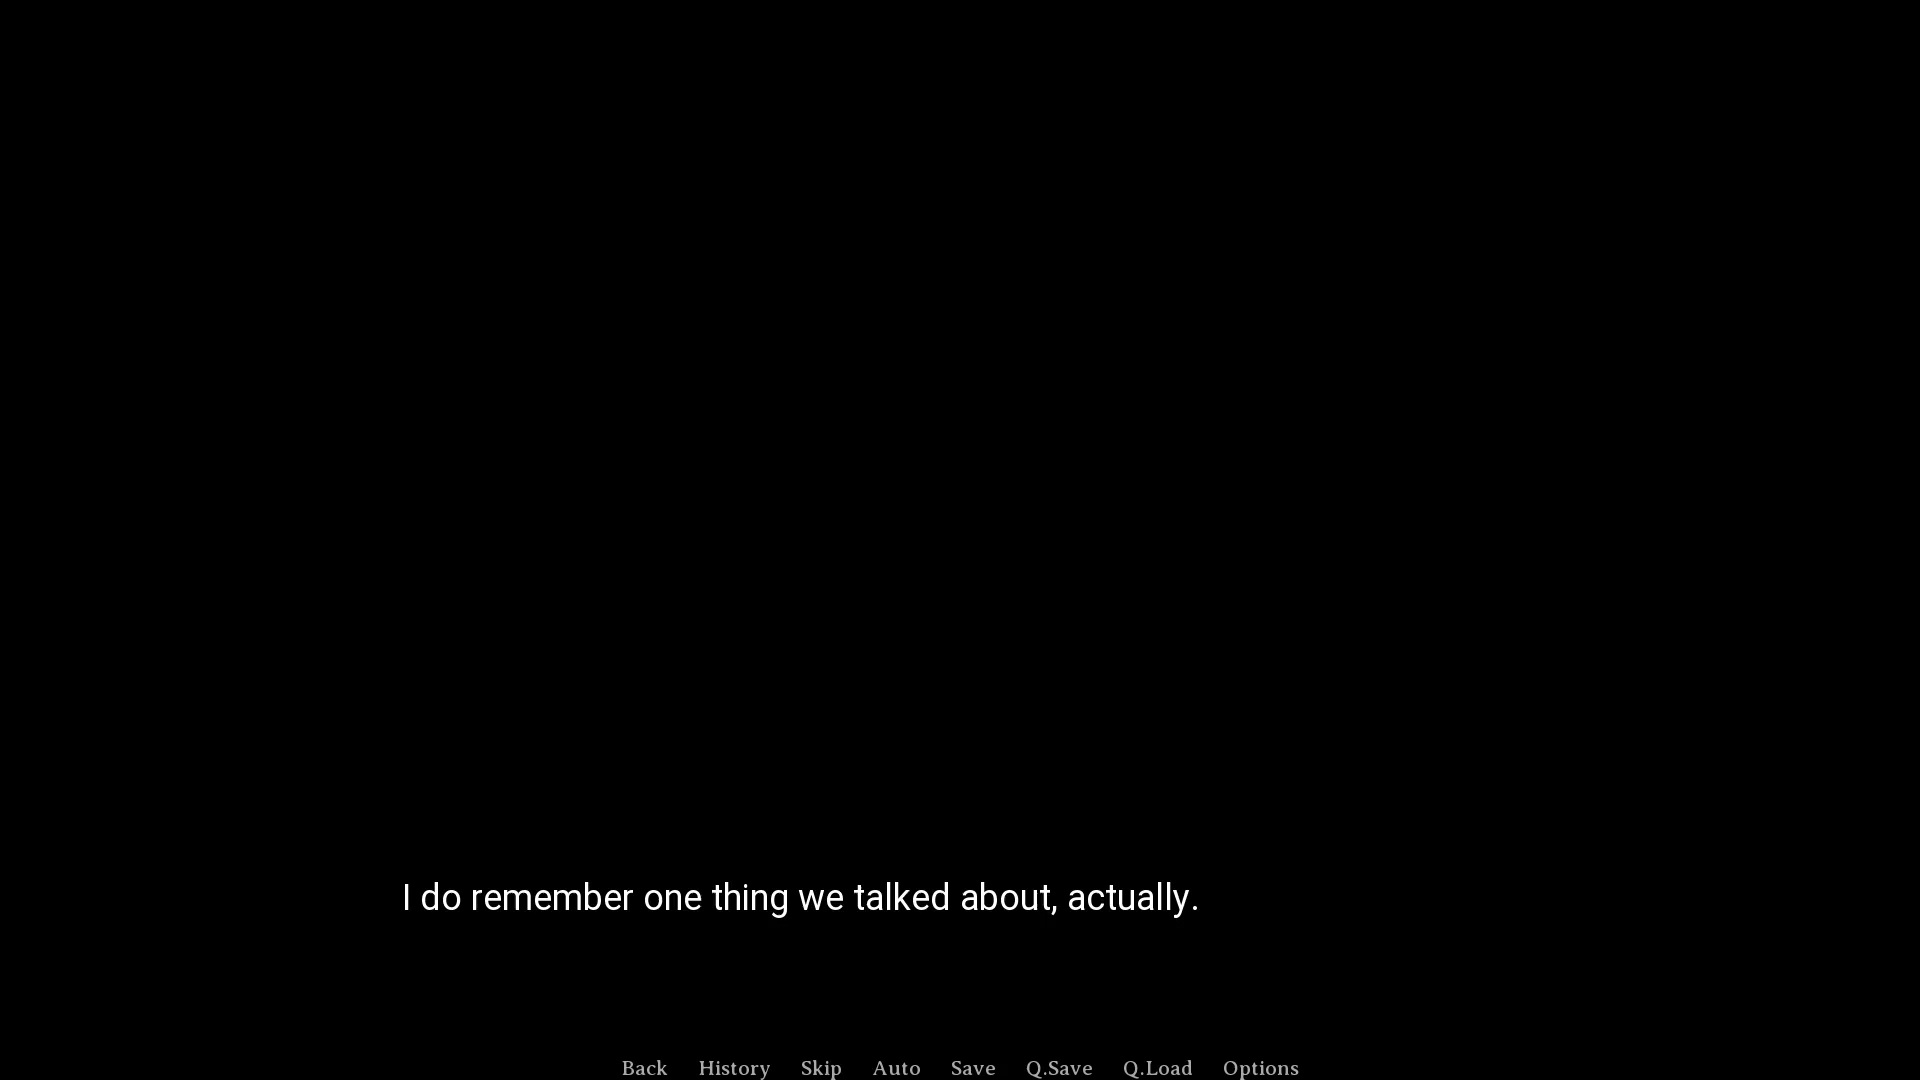 I do remember one thing we talked about, actually.
Back History Skip Auto Save Q.Save Q.Load Options